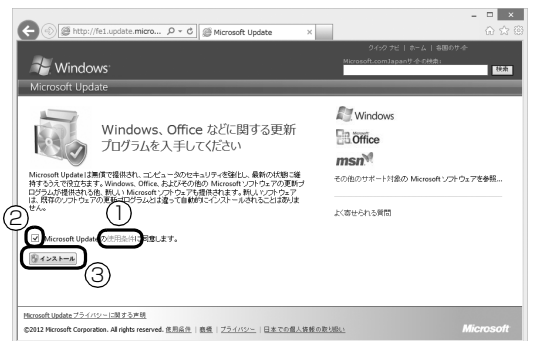 http://fe1.update.micro...
Microsoft Update
クイック ナビ | ホーム | 各国のサイト
Windows
Microsoft.com Japanサイトの検索:
検索
Microsoft Update
Windows、Office などに関する更新
プログラムを入手してください
Windows
Office
msn
その他のサポート対象の Microsoft ソフトウェアを参照...
Microsoft Update は無償で提供され、コンピュータのセキュリティを強化し、最新の状態に維
持するうえで役立ちます。Windows、Office、およびその他の Microsoft ソフトウェアの更新プ
ログラムが提供される他、新しい Microsoft ソフトウェアも提供されます。新しいソフトウェア
は、既存のソフトウェアの更新プログラムとは違って自動的にインストールされることはありま
せん。
よく寄せられる質問
①
②
Microsoft Update の使用条件に同意します。
インストール
③
Microsoft Update プライバシーに関する声明
©2012 Microsoft Corporation. All rights reserved. 使用条件 | 商標 | プライバシー | 日本での個人情報の取り扱い
Microsoft